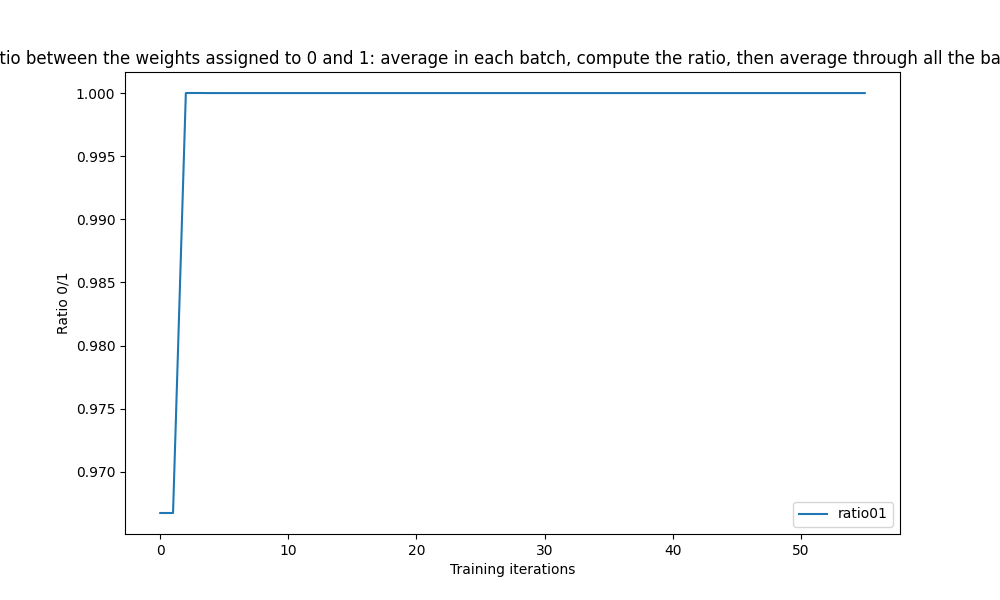 tio between the weights assigned to 0 and 1: average in each batch, compute the ratio, then average through all the ba
1.000
0.995
0.990
0.985
0.980
0.975
0.970
Ratio 0/1
ratio01
0 10 20 30 40 50
Training iterations